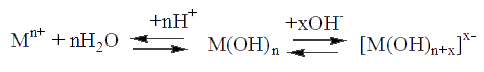 Mⁿ⁺ + nH₂O ⇌ (+nH⁺) M(OH)ₙ ⇌ (+xOH⁻) [M(OH)ₙ₊ₓ]ˣ⁻